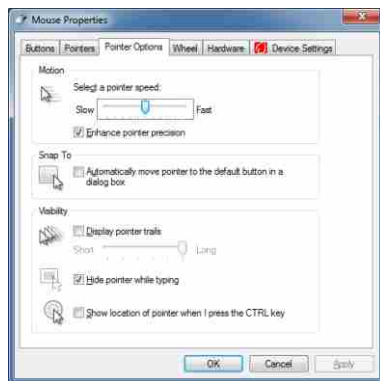 Mouse Properties
Buttons Pointers Pointer Options Wheel Hardware Device Settings
Motion
Select a pointer speed:
Slow Fast
Enhance pointer precision
Snap To
Automatically move pointer to the default button in a
dialog box
Visibility
Display pointer trails
Short Long
Hide pointer while typing
Show location of pointer when I press the CTRL key
OK Cancel Apply